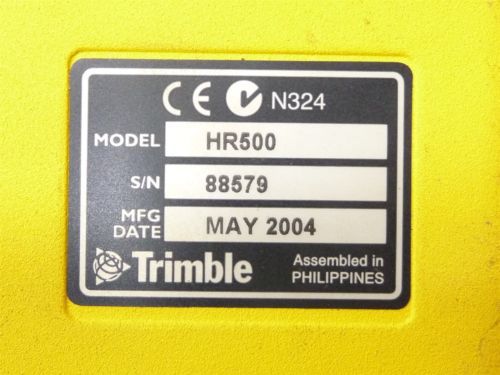 CE N324
MODEL HR500
S/N 88579
MFG DATE MAY 2004
Trimble
Assembled in
PHILIPPINES